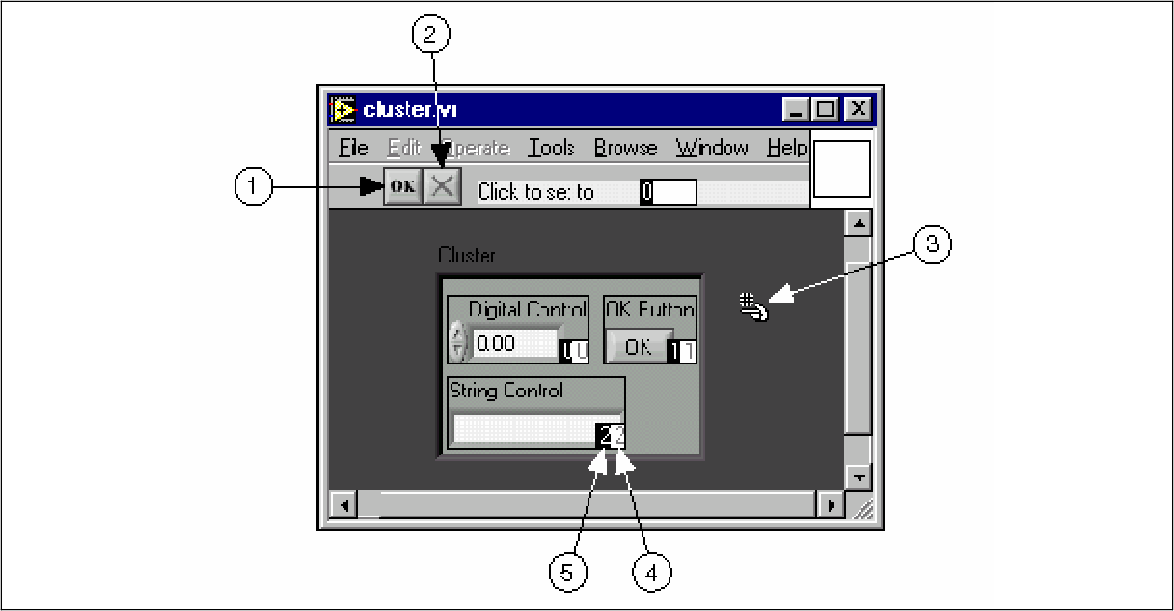 2
cluster.vi
File Edit Operate Tools Browse Window Help
1
OK
Click to set to 0
3
Cluster
Digital Control OK Button
0.00 0 0 OK 1 1
String Control
2 2
5 4